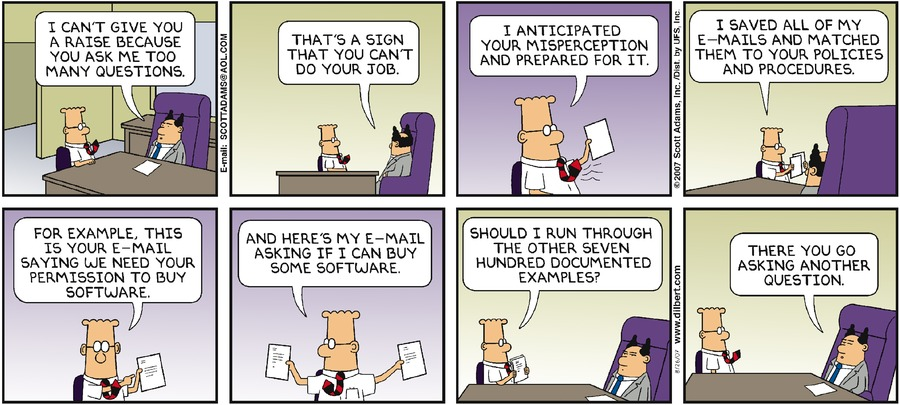 I CAN'T GIVE YOU
A RAISE BECAUSE
YOU ASK ME TOO
MANY QUESTIONS.
E-mail: SCOTTADAMS@AOL.COM
THAT'S A SIGN
THAT YOU CAN'T
DO YOUR JOB.
I ANTICIPATED
YOUR MISPERCEPTION
AND PREPARED FOR IT.
©2007 Scott Adams, Inc./Dist. by UFS, Inc.
I SAVED ALL OF MY
E-MAILS AND MATCHED
THEM TO YOUR POLICIES
AND PROCEDURES.
FOR EXAMPLE, THIS
IS YOUR E-MAIL
SAYING WE NEED YOUR
PERMISSION TO BUY
SOFTWARE.
AND HERE'S MY E-MAIL
ASKING IF I CAN BUY
SOME SOFTWARE.
SHOULD I RUN THROUGH
THE OTHER SEVEN
HUNDRED DOCUMENTED
EXAMPLES?
8/26/07 www.dilbert.com
THERE YOU GO
ASKING ANOTHER
QUESTION.